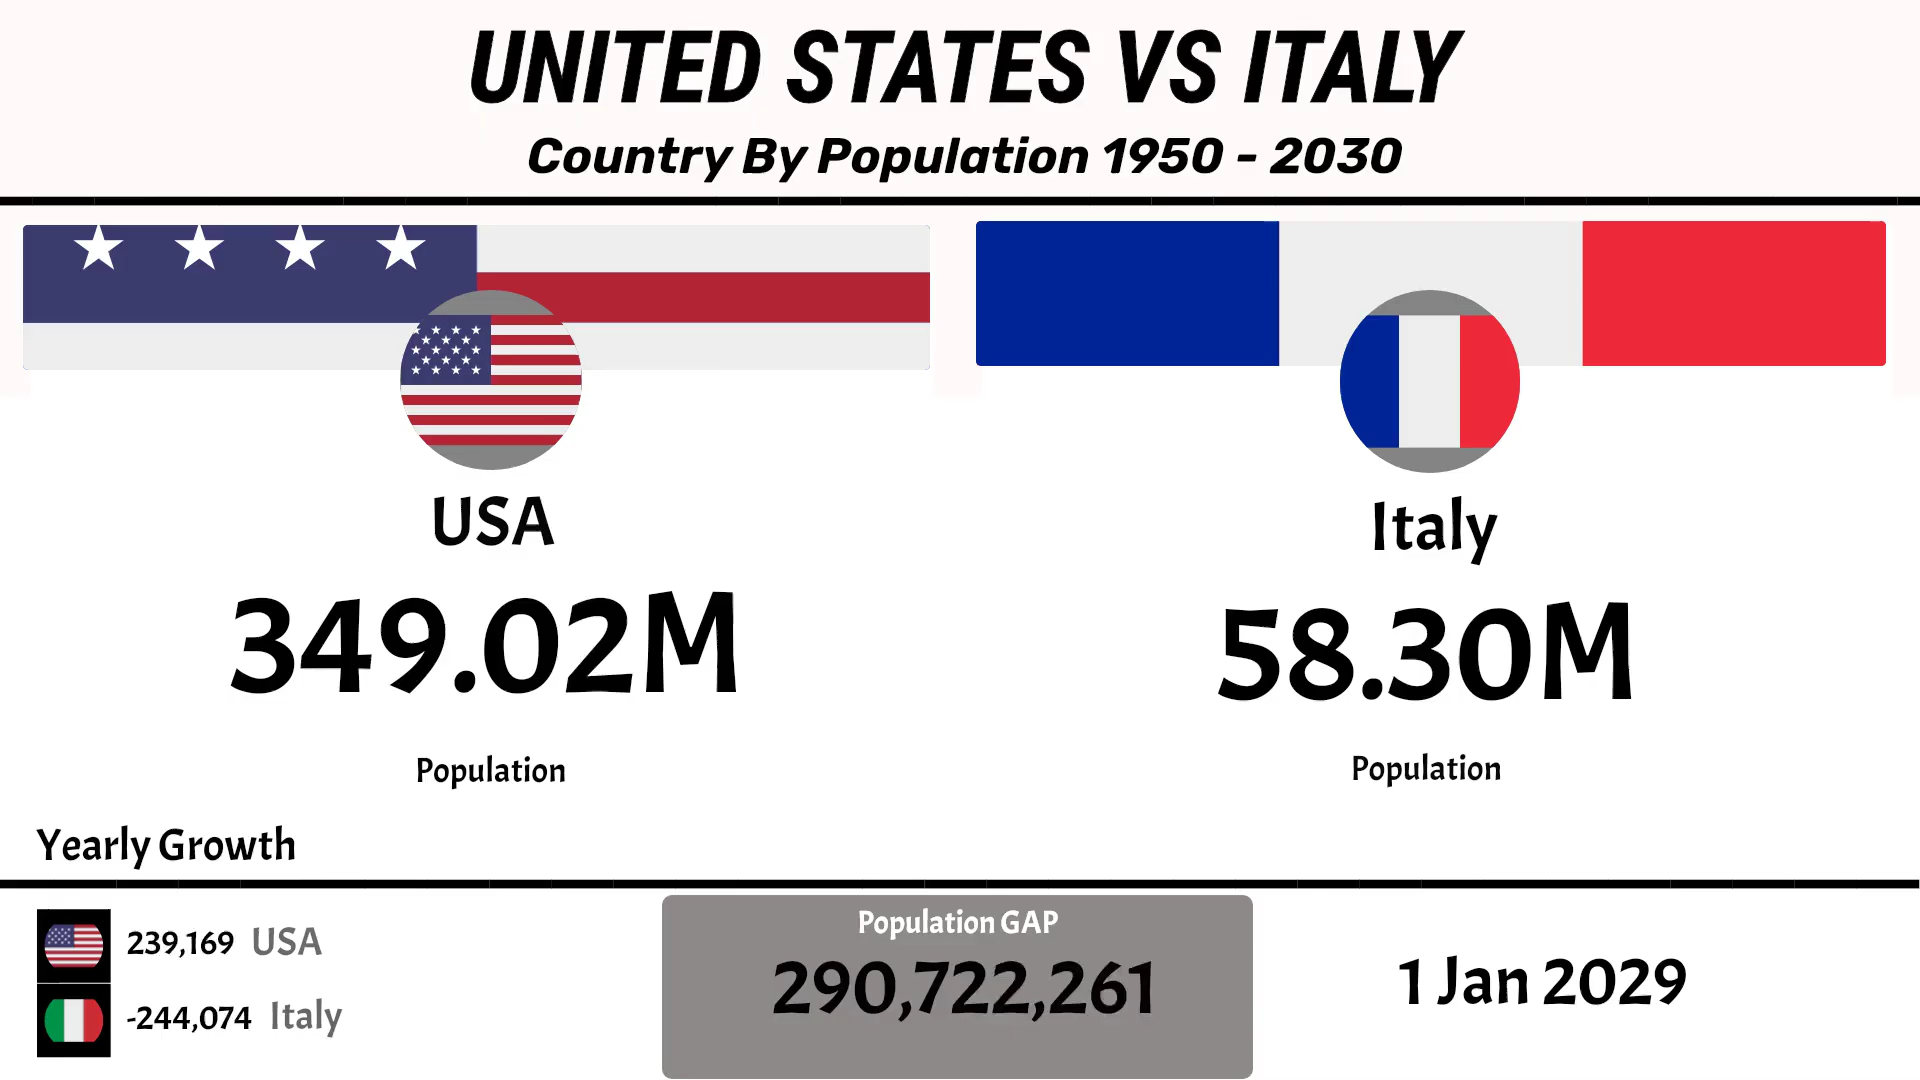 UNITED STATES VS ITALY
Country By Population 1950 - 2030
USA
349.02M
Population
Italy
58.30M
Population
Yearly Growth
239,169 USA
-244,074 Italy
Population GAP
290,722,261
1 Jan 2029